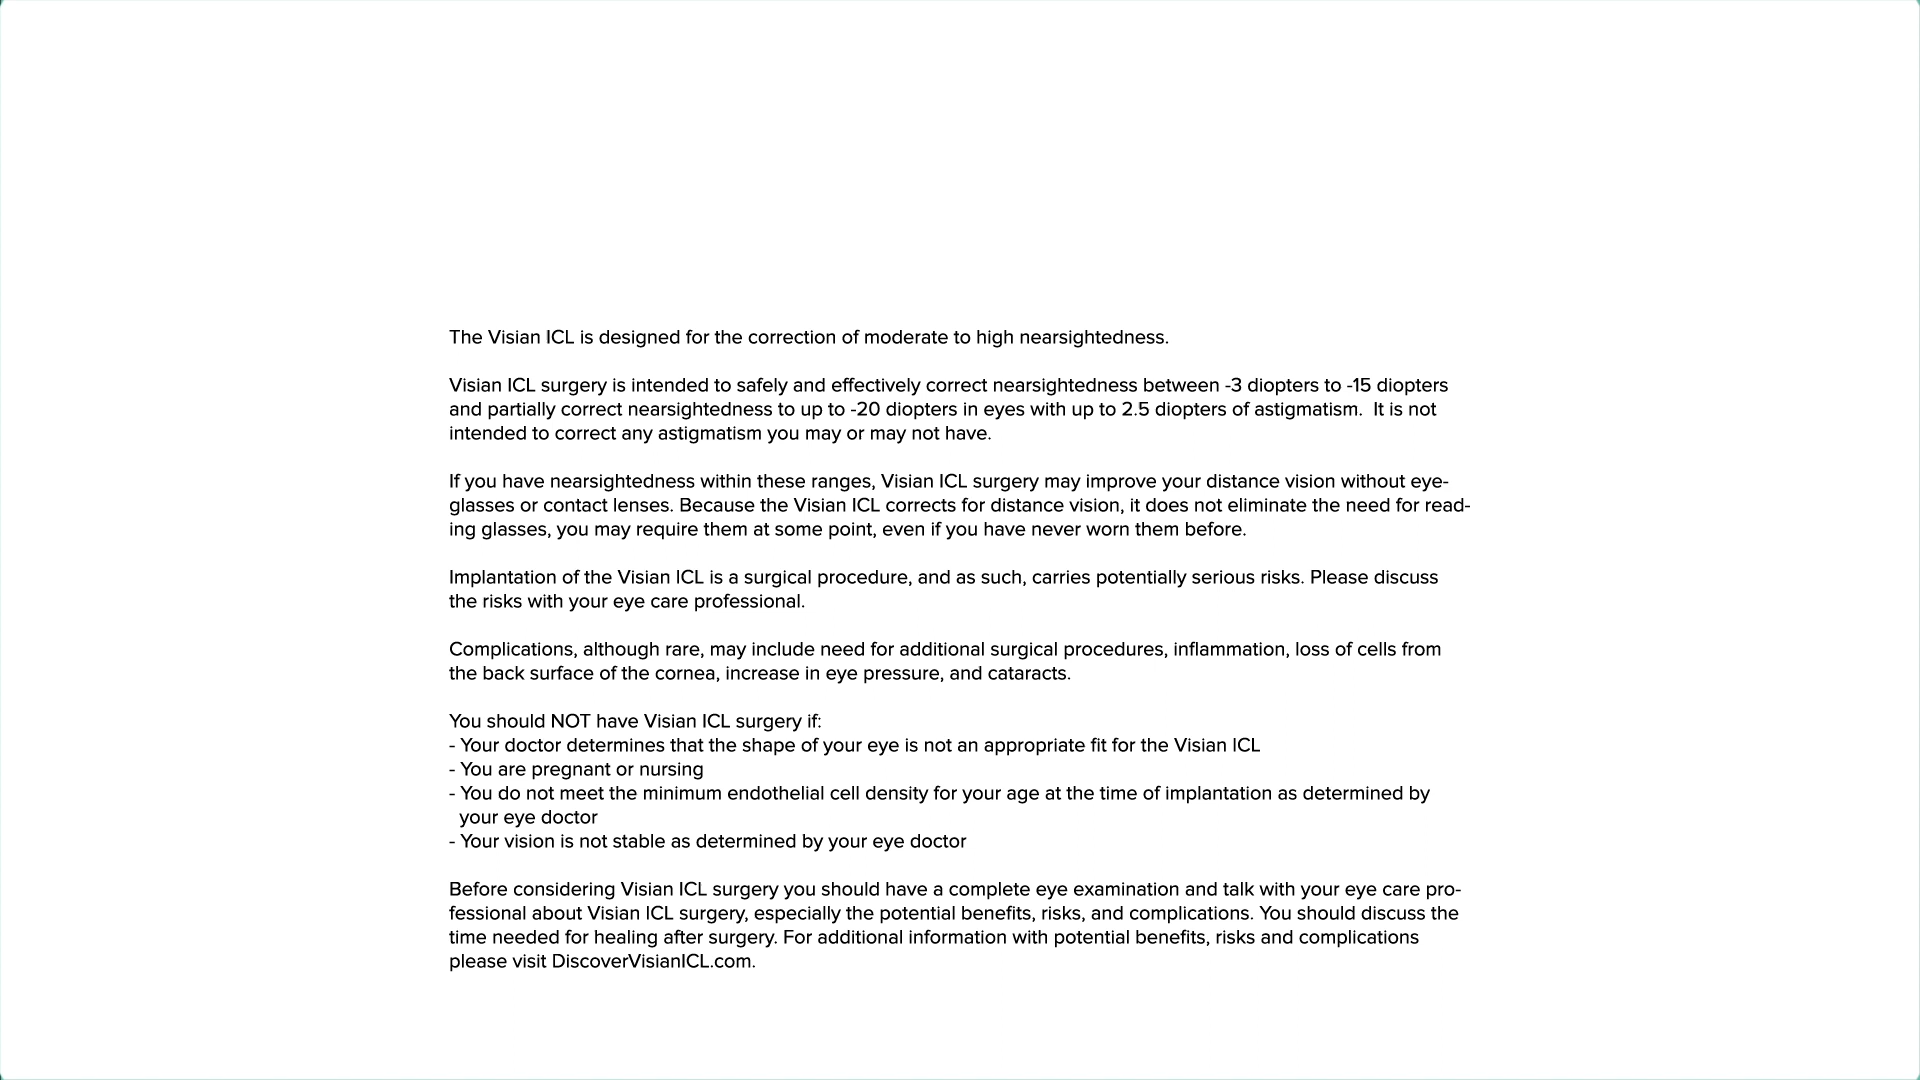 The Visian ICL is designed for the correction of moderate to high nearsightedness.
Visian ICL surgery is intended to safely and effectively correct nearsightedness between -3 diopters to -15 diopters
and partially correct nearsightedness to up to -20 diopters in eyes with up to 2.5 diopters of astigmatism.  It is not
intended to correct any astigmatism you may or may not have.
If you have nearsightedness within these ranges, Visian ICL surgery may improve your distance vision without eye-
glasses or contact lenses. Because the Visian ICL corrects for distance vision, it does not eliminate the need for read-
ing glasses, you may require them at some point, even if you have never worn them before.
Implantation of the Visian ICL is a surgical procedure, and as such, carries potentially serious risks. Please discuss
the risks with your eye care professional.
Complications, although rare, may include need for additional surgical procedures, inflammation, loss of cells from
the back surface of the cornea, increase in eye pressure, and cataracts.
You should NOT have Visian ICL surgery if:
- Your doctor determines that the shape of your eye is not an appropriate fit for the Visian ICL
- You are pregnant or nursing
- You do not meet the minimum endothelial cell density for your age at the time of implantation as determined by
your eye doctor
- Your vision is not stable as determined by your eye doctor
Before considering Visian ICL surgery you should have a complete eye examination and talk with your eye care pro-
fessional about Visian ICL surgery, especially the potential benefits, risks, and complications. You should discuss the
time needed for healing after surgery. For additional information with potential benefits, risks and complications
please visit DiscoverVisianICL.com.